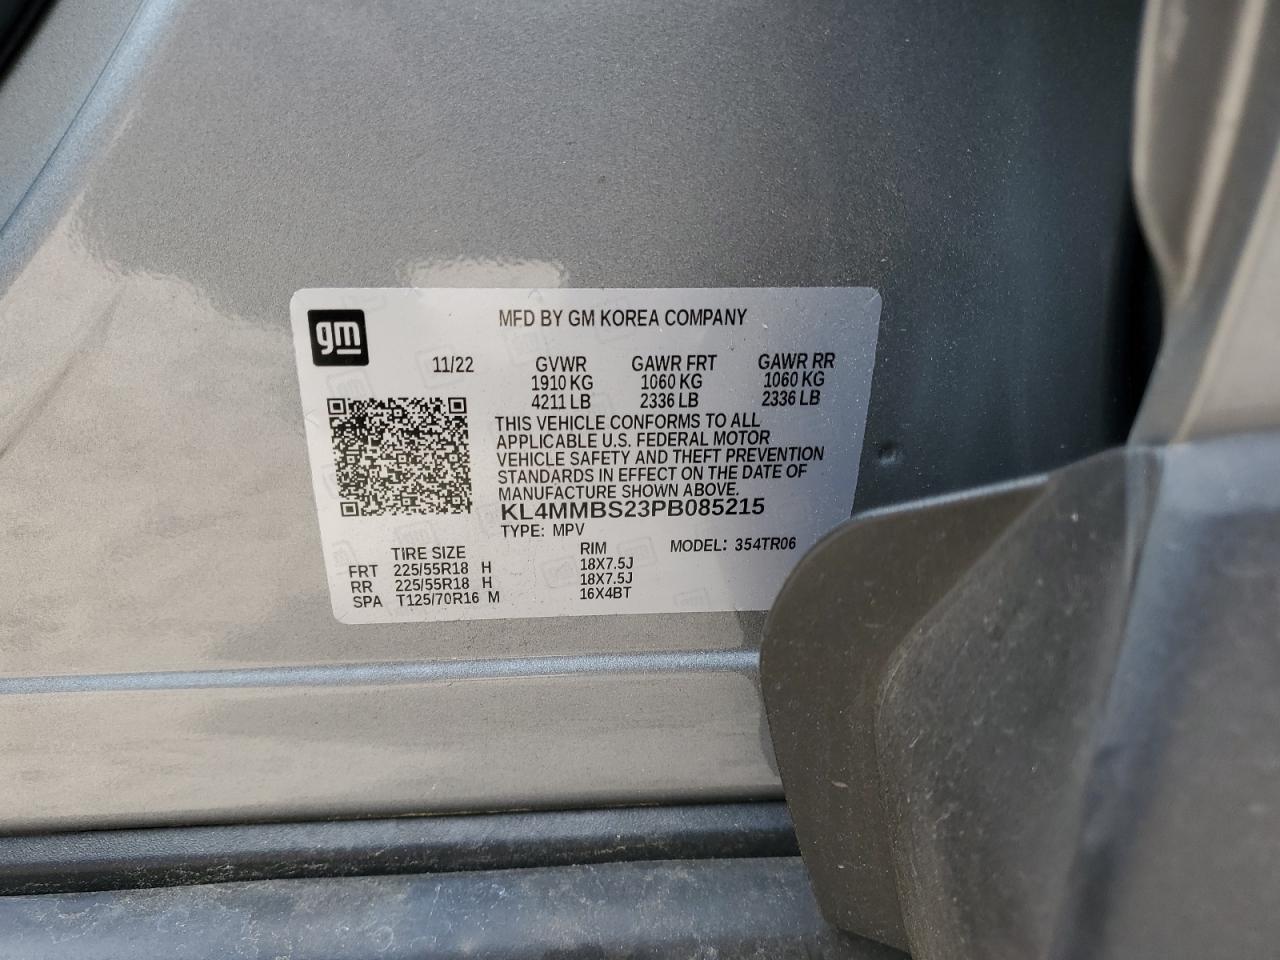 gm
MFD BY GM KOREA COMPANY
11/22 GVWR GAWR FRT GAWR RR
1910 KG 1060 KG 1060 KG
4211 LB 2336 LB 2336 LB
THIS VEHICLE CONFORMS TO ALL
APPLICABLE U.S. FEDERAL MOTOR
VEHICLE SAFETY AND THEFT PREVENTION
STANDARDS IN EFFECT ON THE DATE OF
MANUFACTURE SHOWN ABOVE.
KL4MMBS23PB085215
TYPE: MPV
MODEL: 354TR06
TIRE SIZE RIM
FRT 225/55R18 H 18X7.5J
RR 225/55R18 H 18X7.5J
SPA T125/70R16 M 16X4BT